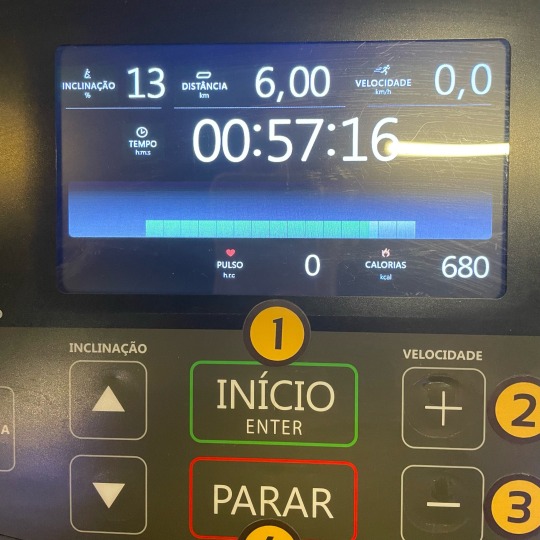 INCLINAÇÃO % 13 DISTÂNCIA km 6,00 VELOCIDADE km/h 0,0
TEMPO h:m:s 00:57:16
PULSO h.r.c 0 CALORIAS kcal 680
1
INCLINAÇÃO
VELOCIDADE
INÍCIO
ENTER
+
2
A
PARAR
−
3